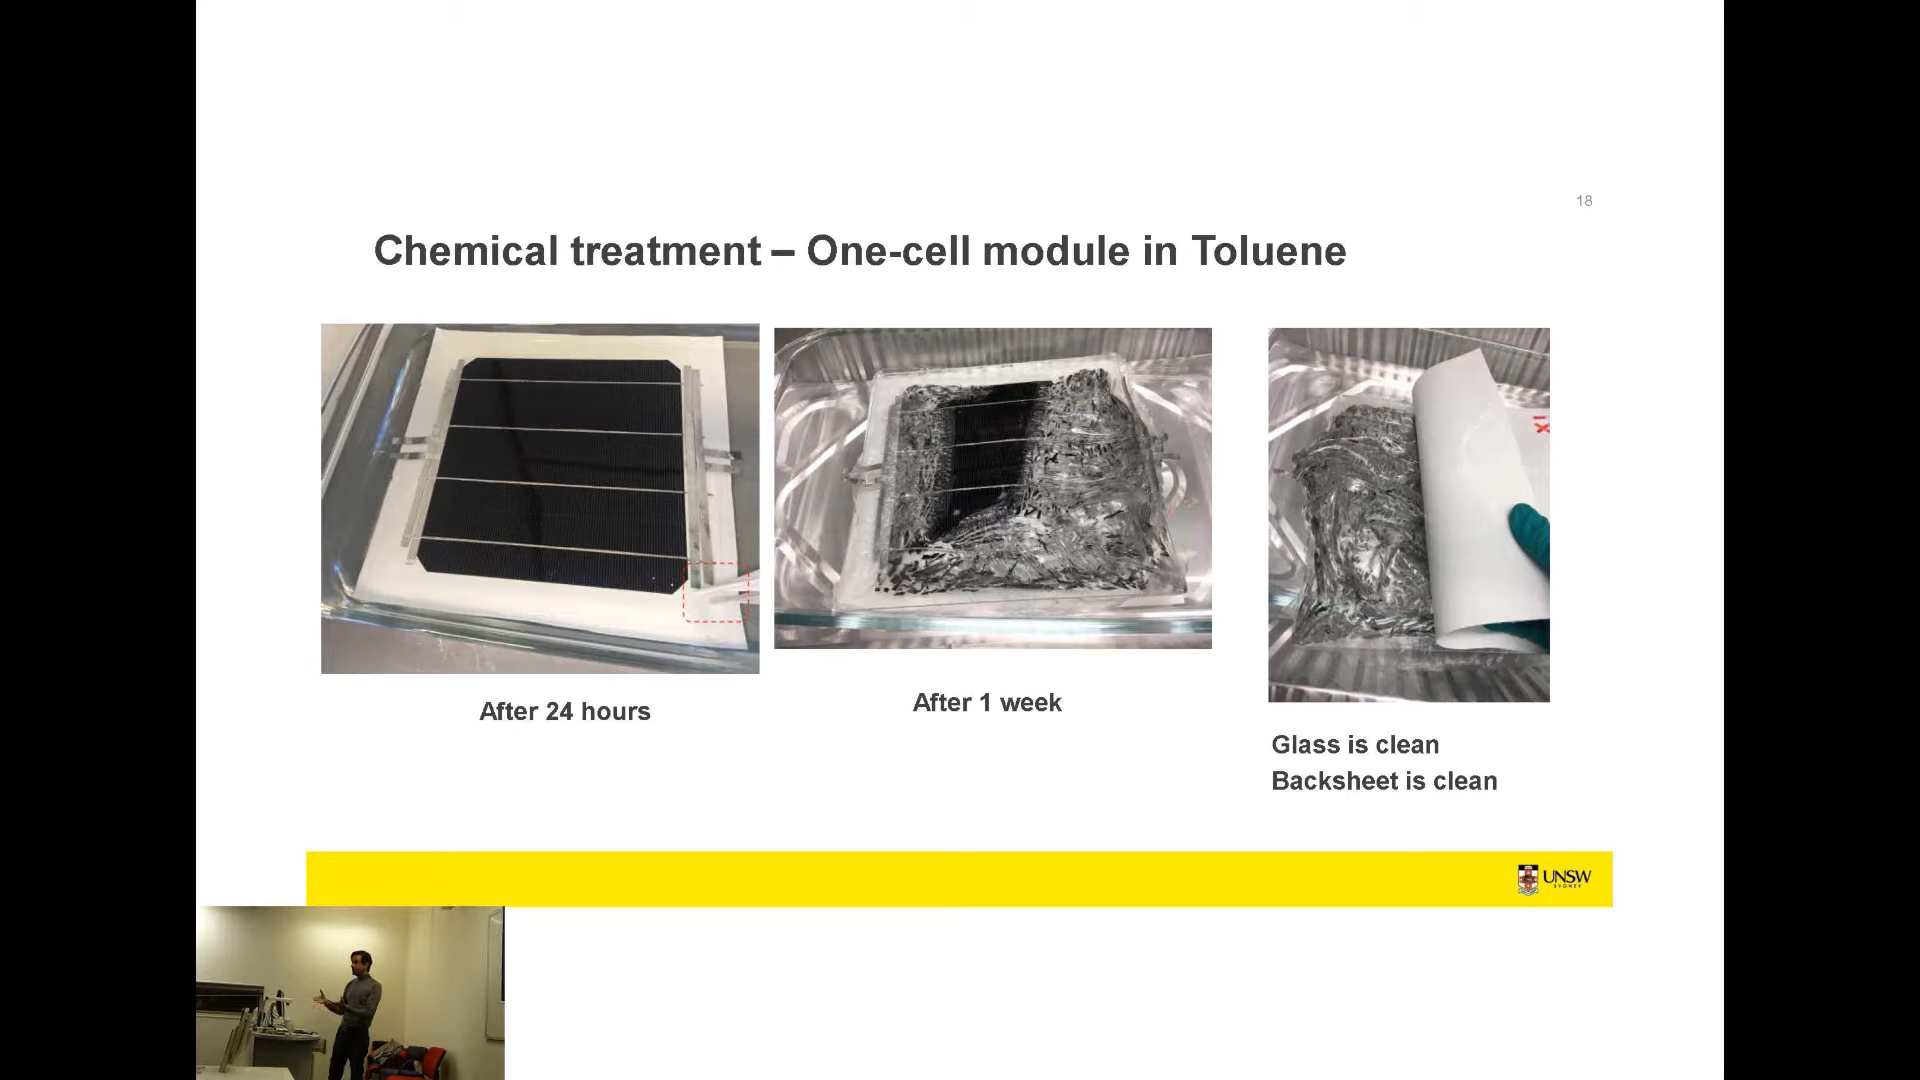 18
Chemical treatment – One-cell module in Toluene
After 24 hours
After 1 week
Glass is clean
Backsheet is clean
UNSW
SYDNEY